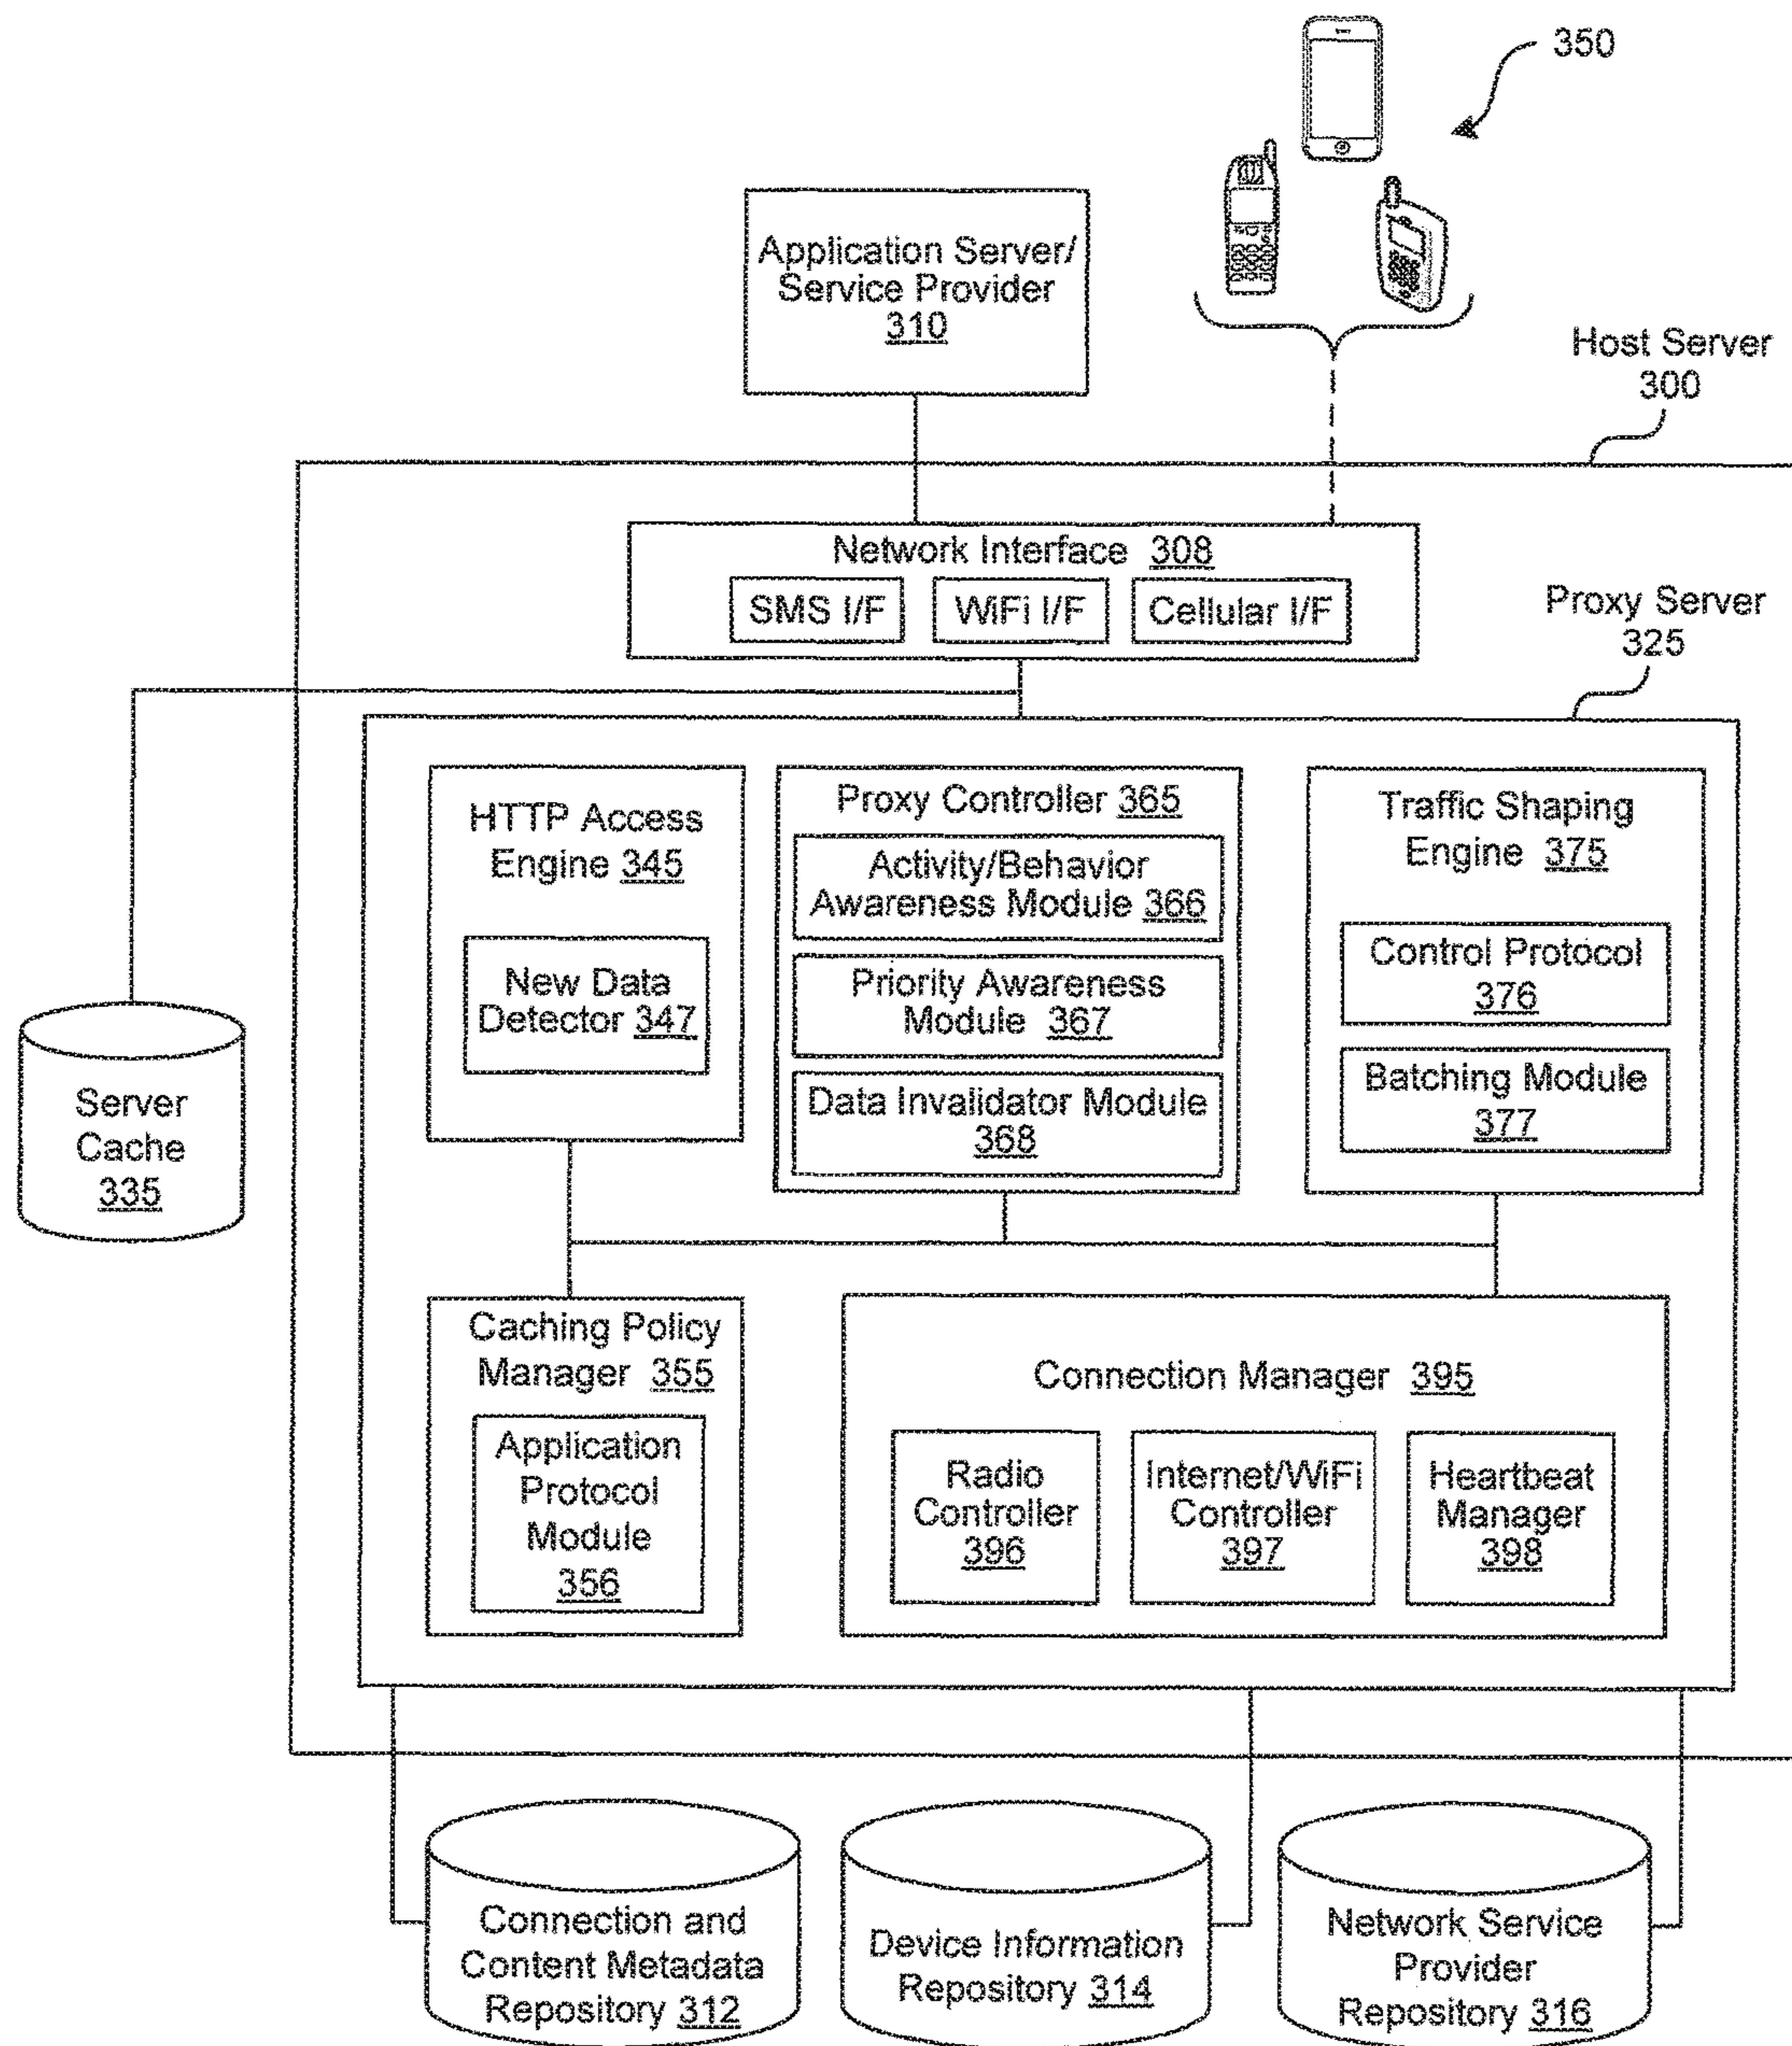 350
Application Server/
Service Provider
310
Host Server
300
Network Interface 308
SMS I/F
WiFi I/F
Cellular I/F
Proxy Server
325
HTTP Access
Engine 345
New Data
Detector 347
Proxy Controller 365
Activity/Behavior
Awareness Module 366
Priority Awareness
Module 367
Data Invalidator Module
368
Traffic Shaping
Engine 375
Control Protocol
376
Batching Module
377
Server
Cache
335
Caching Policy
Manager 355
Application
Protocol
Module
356
Connection Manager 395
Radio
Controller
396
Internet/WiFi
Controller
397
Heartbeat
Manager
398
Connection and
Content Metadata
Repository 312
Device Information
Repository 314
Network Service
Provider
Repository 316